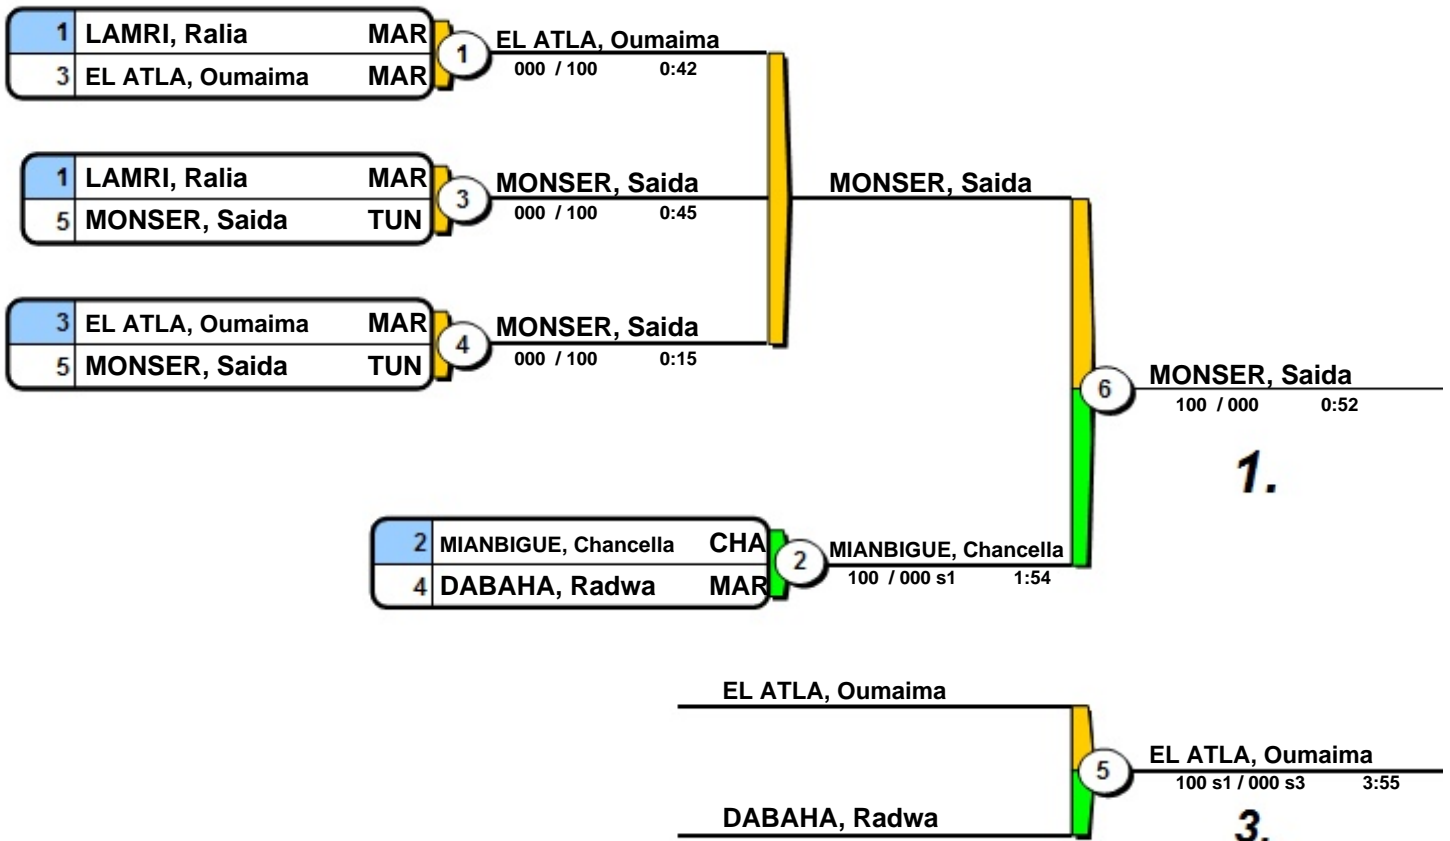 1 LAMRI, Ralia MAR
3 EL ATLA, Oumaima MAR
1
EL ATLA, Oumaima
000 / 100 0:42
1 LAMRI, Ralia MAR
5 MONSER, Saida TUN
3
MONSER, Saida
000 / 100 0:45
MONSER, Saida
3 EL ATLA, Oumaima MAR
5 MONSER, Saida TUN
4
MONSER, Saida
000 / 100 0:15
6
MONSER, Saida
100 / 000 0:52
1.
2 MIANBIGUE, Chancella CHA
4 DABAHA, Radwa MAR
2
MIANBIGUE, Chancella
100 / 000 s1 1:54
EL ATLA, Oumaima
DABAHA, Radwa
5
EL ATLA, Oumaima
100 s1 / 000 s3 3:55
3.